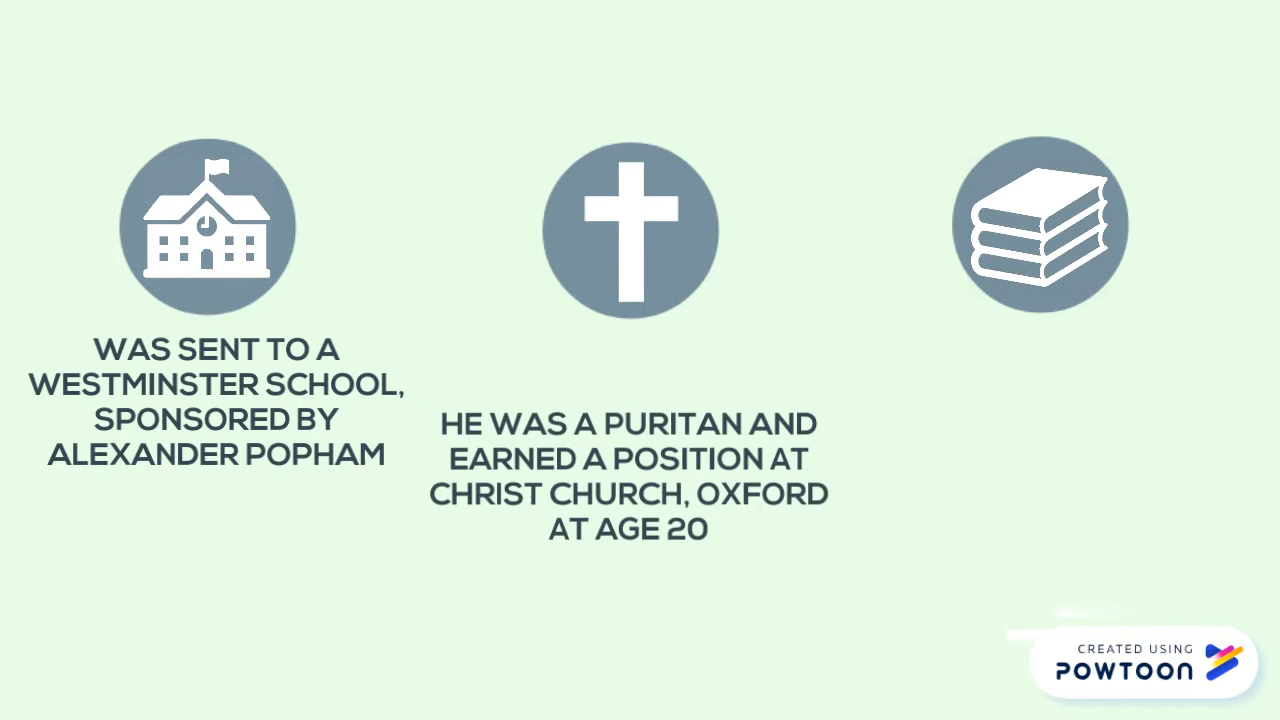 WAS SENT TO A
WESTMINSTER SCHOOL,
SPONSORED BY
ALEXANDER POPHAM
HE WAS A PURITAN AND
EARNED A POSITION AT
CHRIST CHURCH, OXFORD
AT AGE 20
CREATED USING
POWTOON